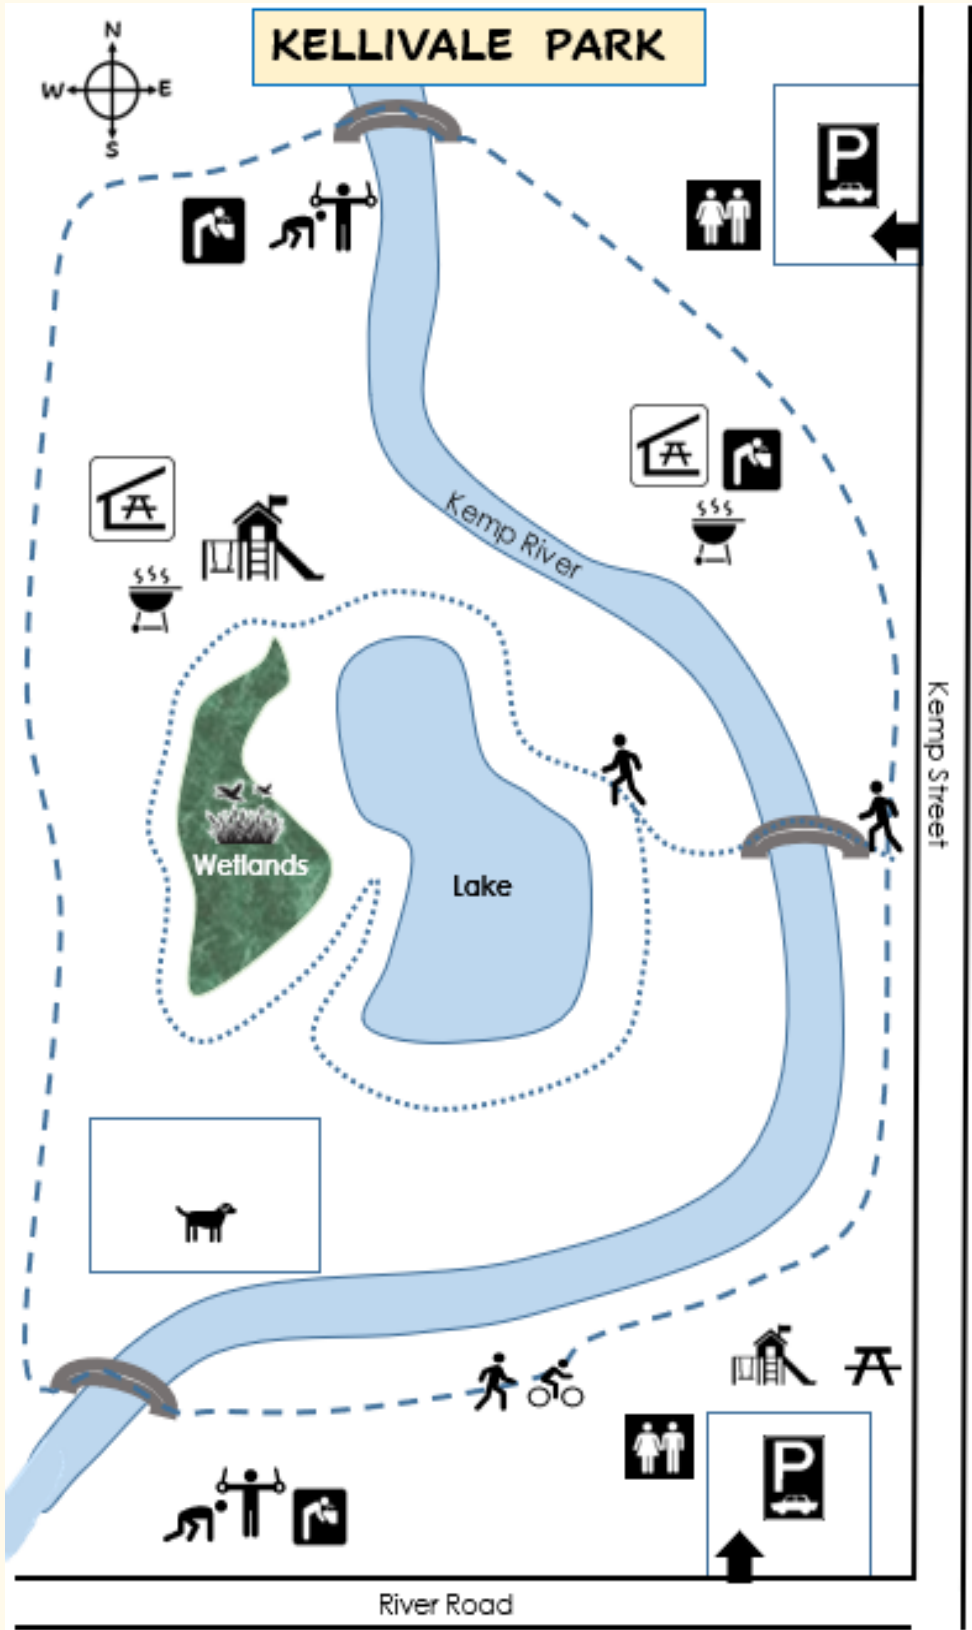 KELLIVALE PARK
N
W E
S
P
Kemp River
Kemp Street
Wetlands
Lake
P
River Road